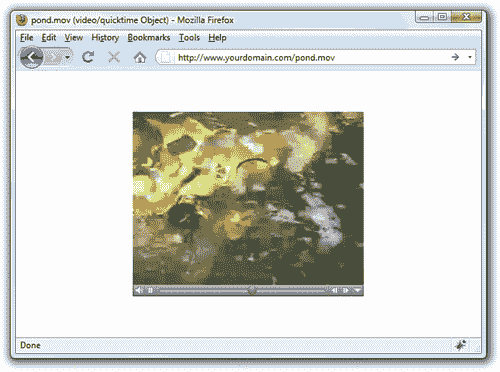 pond.mov (video/quicktime Object) - Mozilla Firefox
File Edit View History Bookmarks Tools Help
http://www.yourdomain.com/pond.mov
Done